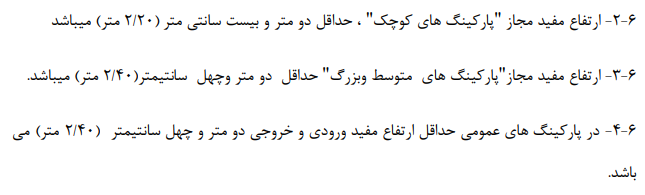 ۶-۲- ارتفاع مفید مجاز "پارکینگ های کوچک" ، حداقل دو متر و بیست سانتی متر (۲/۲۰ متر) میباشد
۶-۳- ارتفاع مفید مجاز"پارکینگ های متوسط وبزرگ" حداقل دو متر وچهل سانتیمتر(۲/۴۰ متر) میباشد.
۶-۴- در پارکینگ های عمومی حداقل ارتفاع مفید ورودی و خروجی دو متر و چهل سانتیمتر (۲/۴۰ متر) می
باشد.